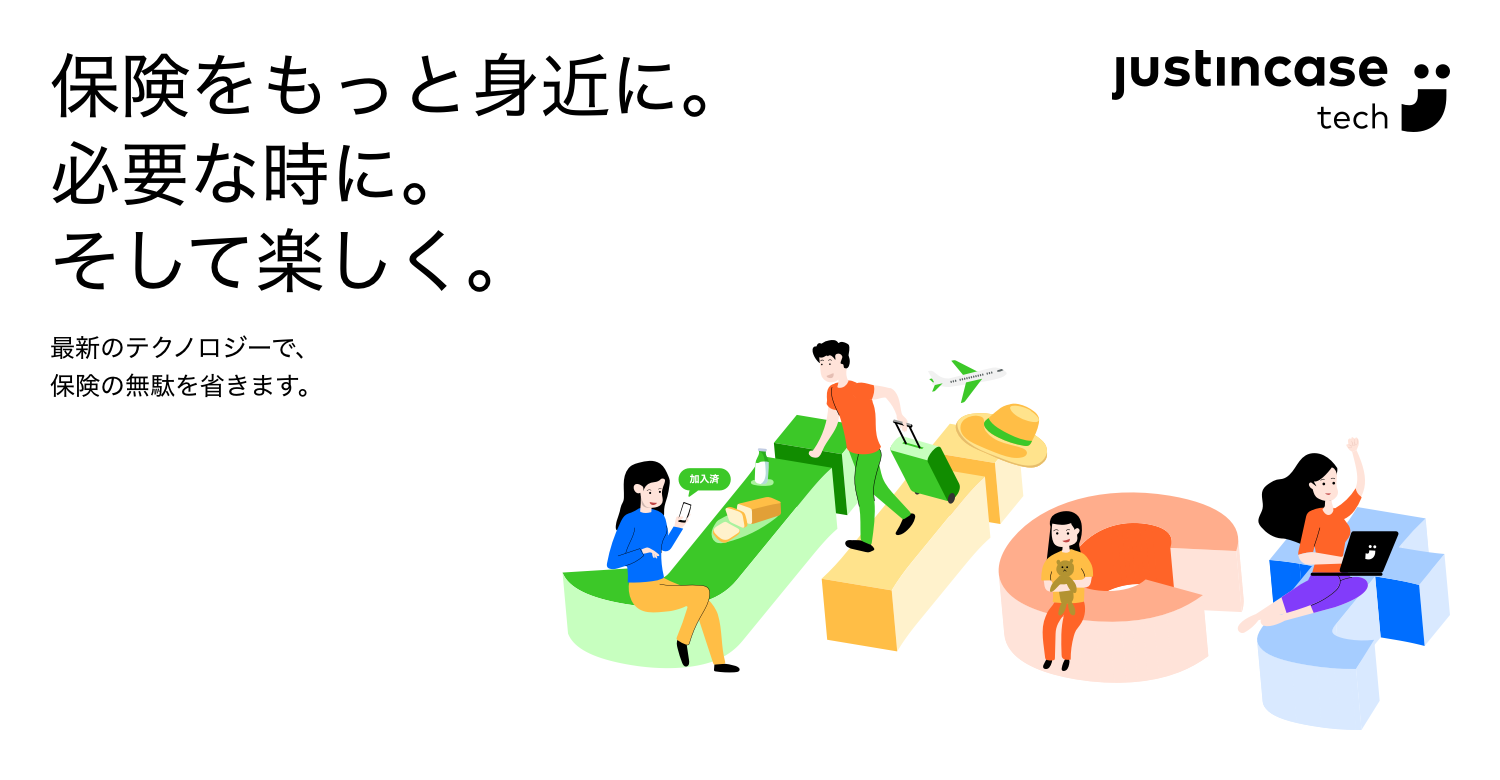 保険をもっと身近に。
必要な時に。
そして楽しく。
justincase
tech
最新のテクノロジーで、
保険の無駄を省きます。
加入済